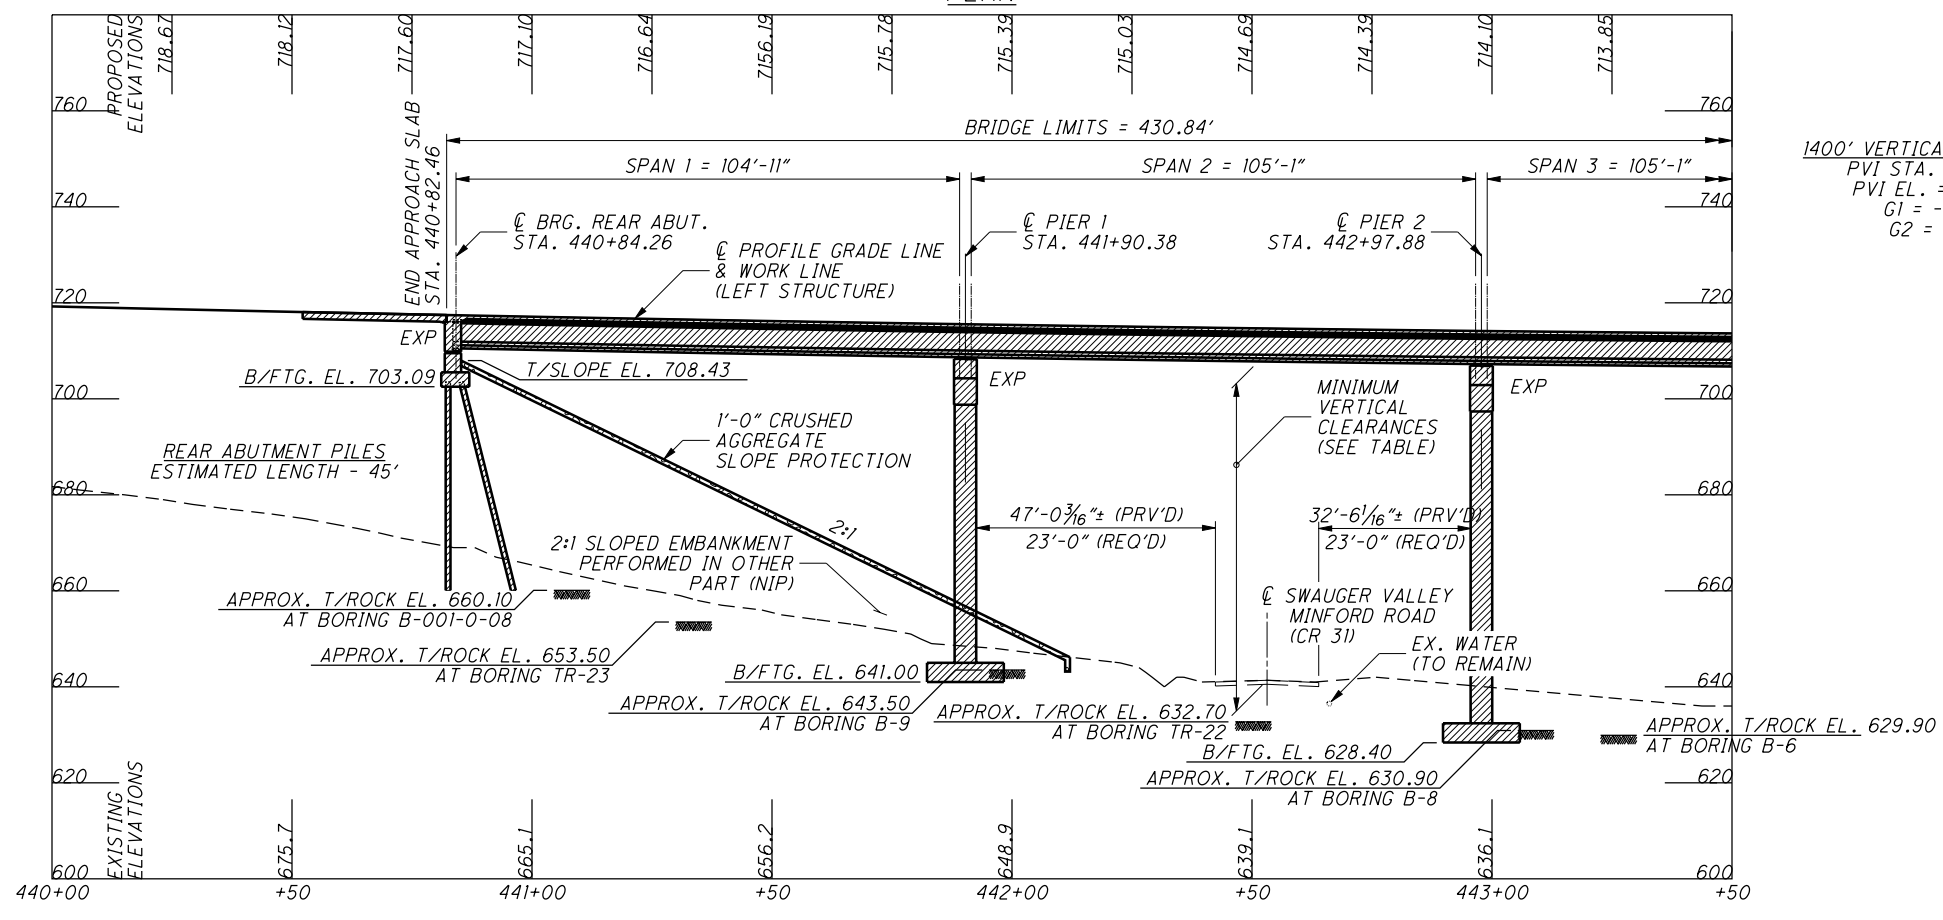 PROPOSED
ELEVATIONS
718.67
718.12
717.60
717.10
716.64
7156.19
715.78
715.39
715.03
714.69
714.39
714.10
713.85
760
760
BRIDGE LIMITS = 430.84'
END APPROACH SLAB
STA. 440+82.46
SPAN 1 = 104'-11"
SPAN 2 = 105'-1"
SPAN 3 = 105'-1"
1400' VERTICA
PVI STA.
PVI EL. =
G1 = -
G2 =
740
740
℄ BRG. REAR ABUT.
STA. 440+84.26
℄ PROFILE GRADE LINE
& WORK LINE
(LEFT STRUCTURE)
℄ PIER 1
STA. 441+90.38
℄ PIER 2
STA. 442+97.88
720
720
EXP
B/FTG. EL. 703.09
T/SLOPE EL. 708.43
EXP
EXP
700
700
MINIMUM
VERTICAL
CLEARANCES
(SEE TABLE)
1'-0" CRUSHED
AGGREGATE
SLOPE PROTECTION
REAR ABUTMENT PILES
ESTIMATED LENGTH - 45'
680
680
2:1
47'-0 3/16"± (PRV'D)
23'-0" (REQ'D)
32'-6 1/16"± (PRV'D)
23'-0" (REQ'D)
2:1 SLOPED EMBANKMENT
PERFORMED IN OTHER
PART (NIP)
660
660
APPROX. T/ROCK EL. 660.10
AT BORING B-001-0-08
℄ SWAUGER VALLEY
MINFORD ROAD
(CR 31)
EX. WATER
(TO REMAIN)
APPROX. T/ROCK EL. 653.50
AT BORING TR-23
B/FTG. EL. 641.00
640
640
APPROX. T/ROCK EL. 643.50
AT BORING B-9
APPROX. T/ROCK EL. 632.70
AT BORING TR-22
APPROX. T/ROCK EL. 629.90
AT BORING B-6
B/FTG. EL. 628.40
APPROX. T/ROCK EL. 630.90
AT BORING B-8
620
620
EXISTING
ELEVATIONS
675.7
665.1
656.2
648.9
639.1
636.1
600
600
440+00
+50
441+00
+50
442+00
+50
443+00
+50